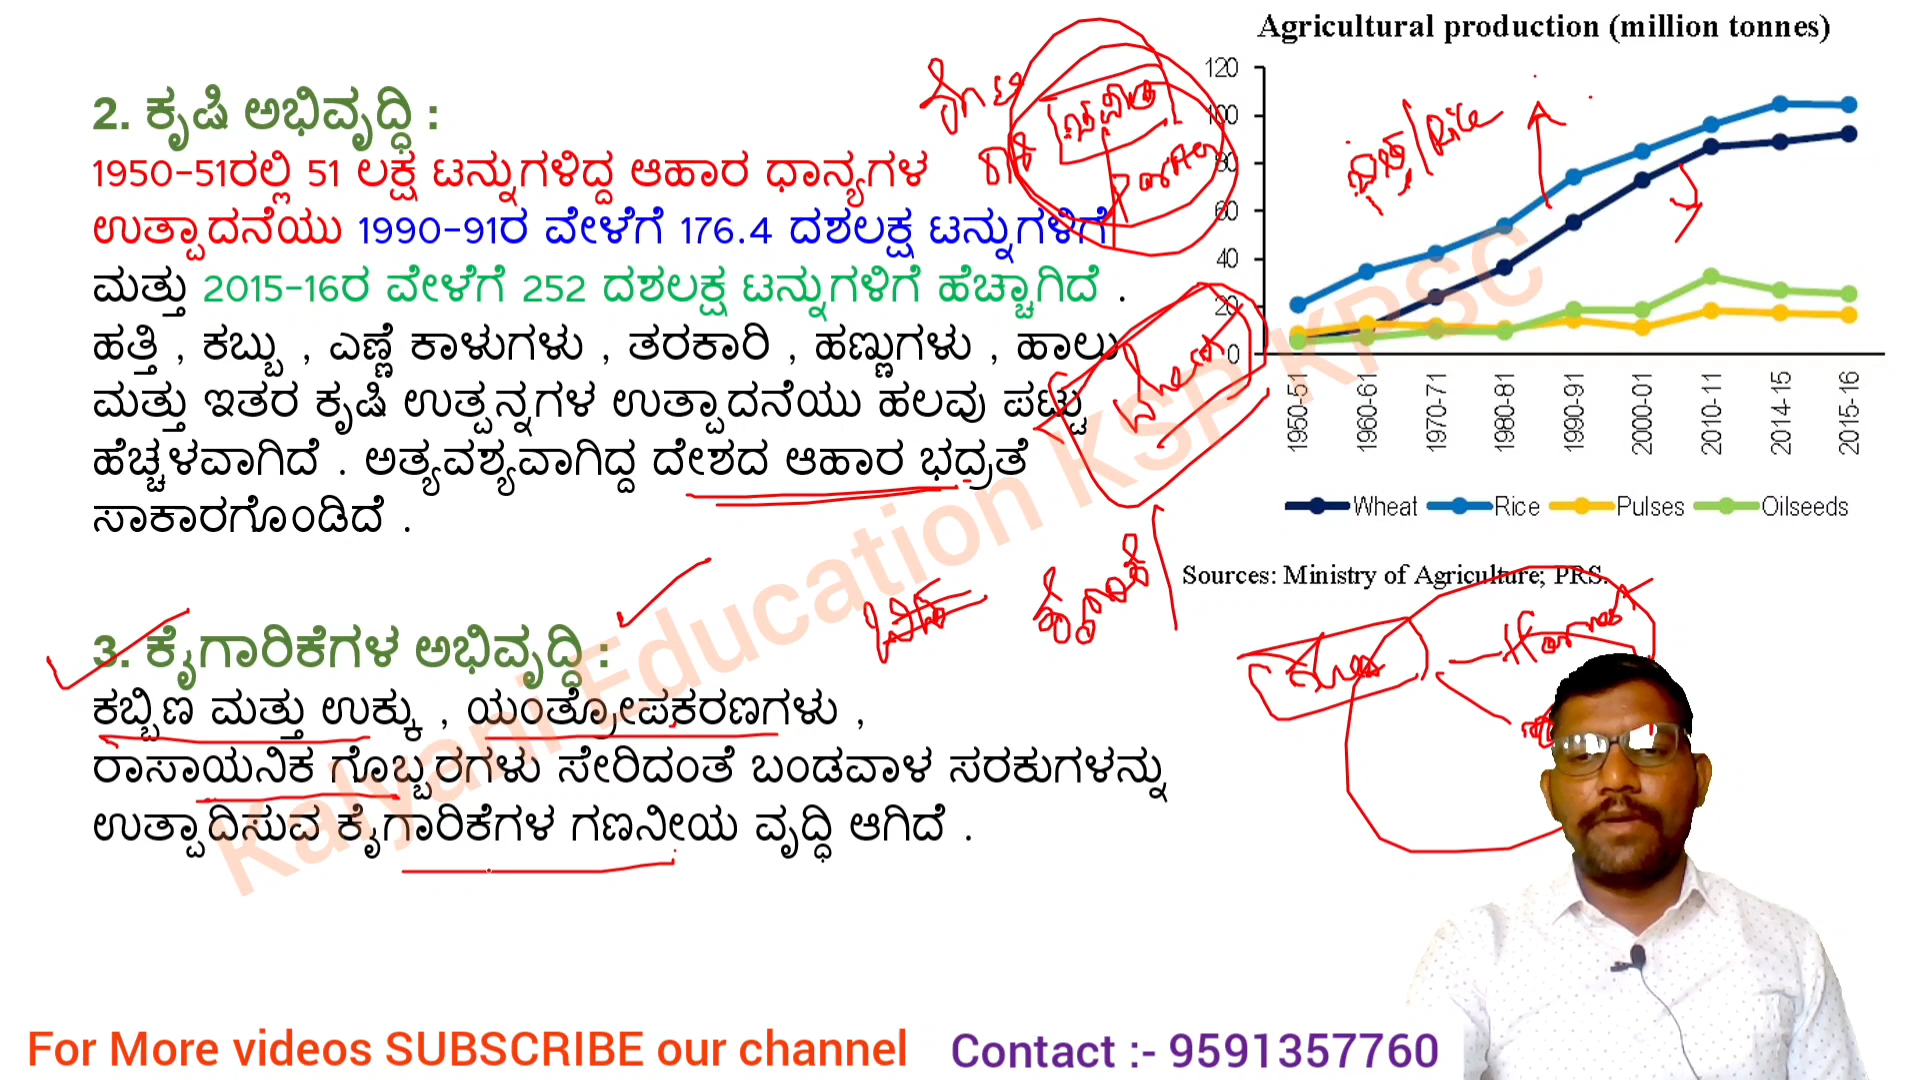 2. ಕೃಷಿ ಅಭಿವೃದ್ಧಿ :
1950-51ರಲ್ಲಿ 51 ಲಕ್ಷ ಟನ್ನುಗಳಿದ್ದ ಆಹಾರ ಧಾನ್ಯಗಳ
ಉತ್ಪಾದನೆಯು 1990-91ರ ವೇಳೆಗೆ 176.4 ದಶಲಕ್ಷ ಟನ್ನುಗಳಿಗೆ
ಮತ್ತು 2015-16ರ ವೇಳೆಗೆ 252 ದಶಲಕ್ಷ ಟನ್ನುಗಳಿಗೆ ಹೆಚ್ಚಾಗಿದೆ .
ಹತ್ತಿ , ಕಬ್ಬು , ಎಣ್ಣೆ ಕಾಳುಗಳು , ತರಕಾರಿ , ಹಣ್ಣುಗಳು , ಹಾಲು
ಮತ್ತು ಇತರ ಕೃಷಿ ಉತ್ಪನ್ನಗಳ ಉತ್ಪಾದನೆಯು ಹಲವು ಪಟ್ಟು
ಹೆಚ್ಚಳವಾಗಿದೆ . ಅತ್ಯವಶ್ಯವಾಗಿದ್ದ ದೇಶದ ಆಹಾರ ಭದ್ರತೆ
ಸಾಕಾರಗೊಂಡಿದೆ .
3. ಕೈಗಾರಿಕೆಗಳ ಅಭಿವೃದ್ಧಿ :
ಕಬ್ಬಿಣ ಮತ್ತು ಉಕ್ಕು , ಯಂತ್ರೋಪಕರಣಗಳು ,
ರಾಸಾಯನಿಕ ಗೊಬ್ಬರಗಳು ಸೇರಿದಂತೆ ಬಂಡವಾಳ ಸರಕುಗಳನ್ನು
ಉತ್ಪಾದಿಸುವ ಕೈಗಾರಿಕೆಗಳ ಗಣನೀಯ ವೃದ್ಧಿ ಆಗಿದೆ .
Agricultural production (million tonnes)
120
100
80
60
40
20
0
1950-51
1960-61
1970-71
1980-81
1990-91
2000-01
2010-11
2014-15
2015-16
Wheat Rice Pulses Oilseeds
Sources: Ministry of Agriculture; PRS.
Rice
Wheat
Kalyani Education KSP KPSC
For More videos SUBSCRIBE our channel
Contact :- 9591357760